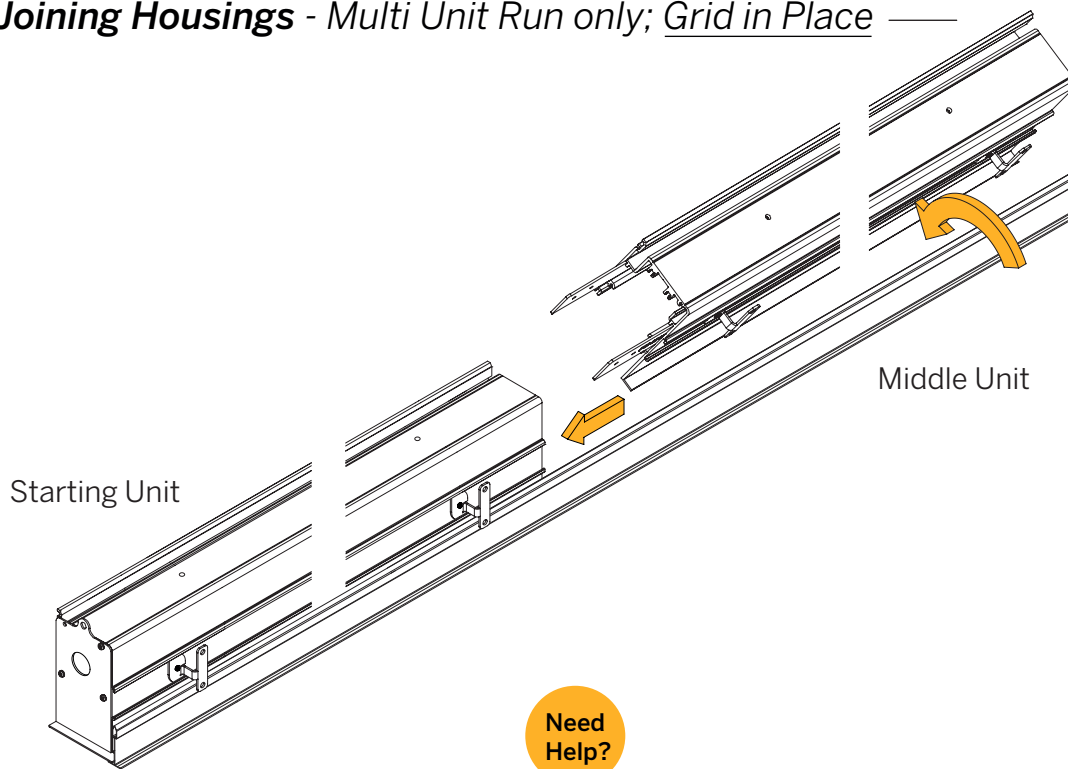 Joining Housings - Multi Unit Run only; Grid in Place
Middle Unit
Starting Unit
Need
Help?